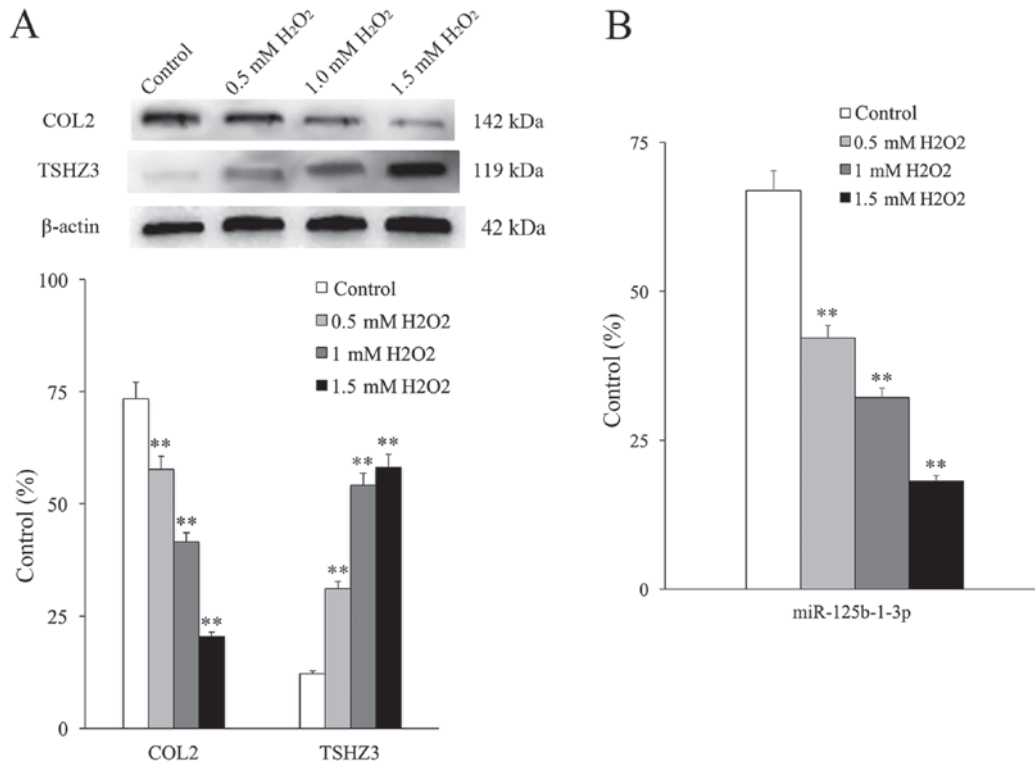 A
Control
0.5 mM H2O2
1.0 mM H2O2
1.5 mM H2O2
COL2
142 kDa
TSHZ3
119 kDa
β-actin
42 kDa
100
75
50
25
0
Control (%)
Control
0.5 mM H2O2
1 mM H2O2
1.5 mM H2O2
**
**
**
**
**
**
COL2
TSHZ3
B
Control
0.5 mM H2O2
1 mM H2O2
1.5 mM H2O2
75
50
25
0
Control (%)
**
**
**
miR-125b-1-3p